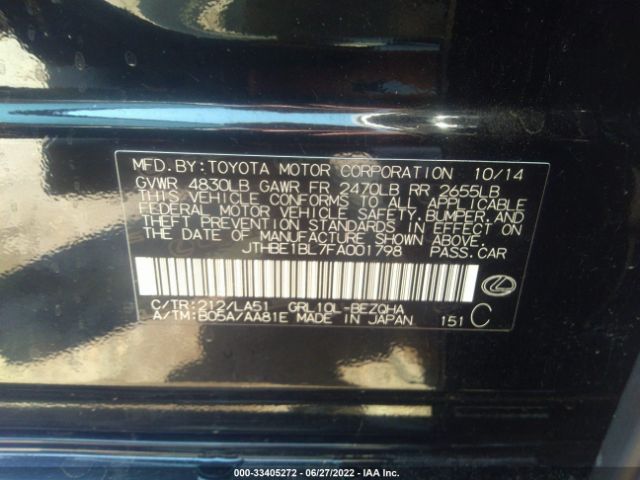 MFD.BY:TOYOTA MOTOR CORPORATION 10/14
GVWR 4830LB GAWR FR 2470LB RR 2655LB
THIS VEHICLE CONFORMS TO ALL APPLICABLE
FEDERAL MOTOR VEHICLE SAFETY,BUMPER,AND
THEFT PREVENTION STANDARDS IN EFFECT ON
THE DATE OF MANUFACTURE SHOWN ABOVE.
JTHBE1BL7FA001798 PASS.CAR
C/TR:212/LA51 GRL10L-BEZQHA
A/TM:B05A/AA81E MADE IN JAPAN 151 C
000-33405272 - 06/27/2022 - IAA Inc.